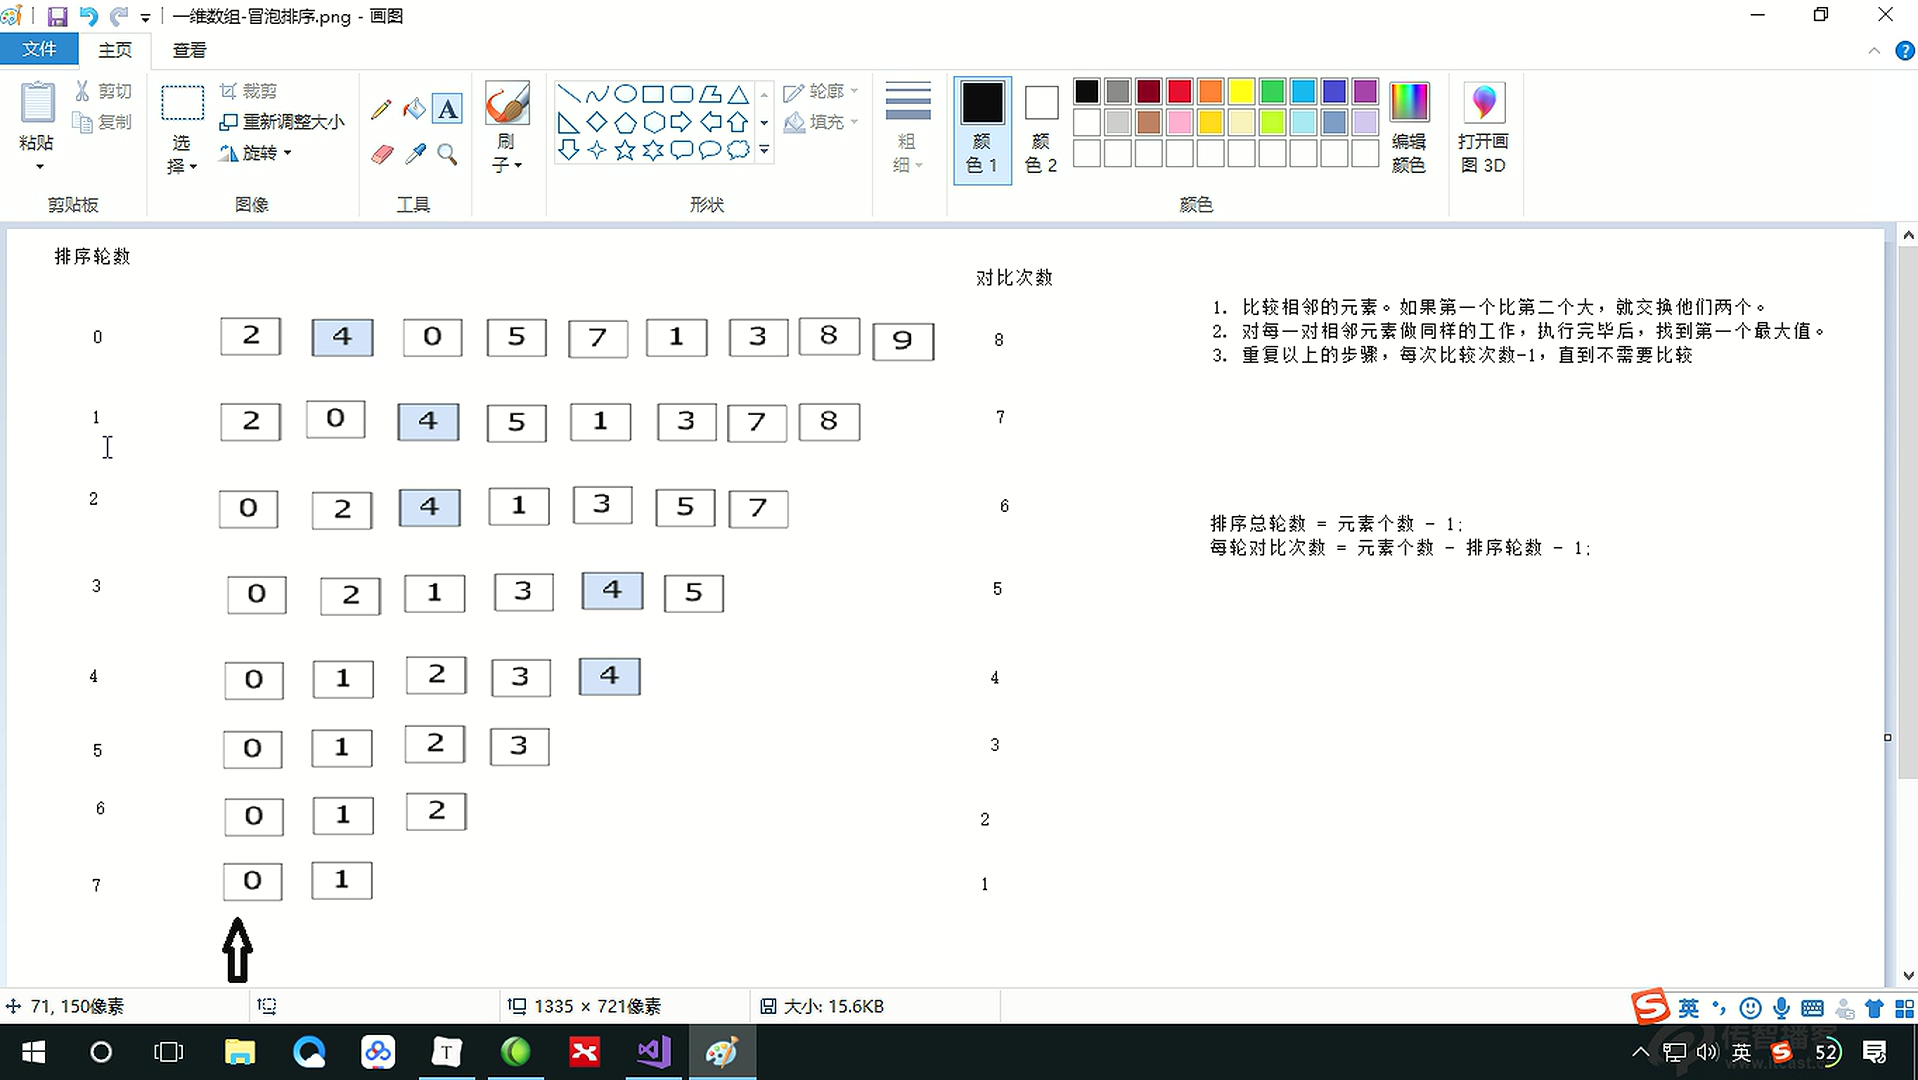 一维数组-冒泡排序.png - 画图
文件 主页 查看
粘贴 剪切 复制 剪贴板
选择 裁剪 重新调整大小 旋转 图像
A 工具
刷子
轮廓 填充 形状
粗细
颜色 1 颜色 2 编辑颜色 颜色
打开画图 3D
排序轮数
对比次数
0 2 4 0 5 7 1 3 8 9 8
1 2 0 4 5 1 3 7 8 7
2 0 2 4 1 3 5 7 6
3 0 2 1 3 4 5 5
4 0 1 2 3 4 4
5 0 1 2 3 3
6 0 1 2 2
7 0 1 1
1. 比较相邻的元素。如果第一个比第二个大，就交换他们两个。
2. 对每一对相邻元素做同样的工作，执行完毕后，找到第一个最大值。
3. 重复以上的步骤，每次比较次数-1，直到不需要比较
排序总轮数 = 元素个数 - 1;
每轮对比次数 = 元素个数 - 排序轮数 - 1;
71, 150像素 1335 × 721像素 大小: 15.6KB
英
英 52
传智播客
www.itcast.c